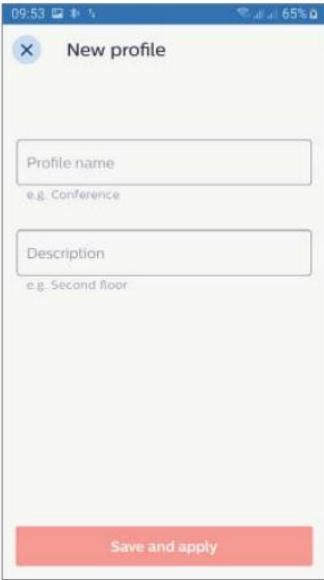 09:53 65%
New profile
Profile name
e.g. Conference
Description
e.g. Second floor
Save and apply